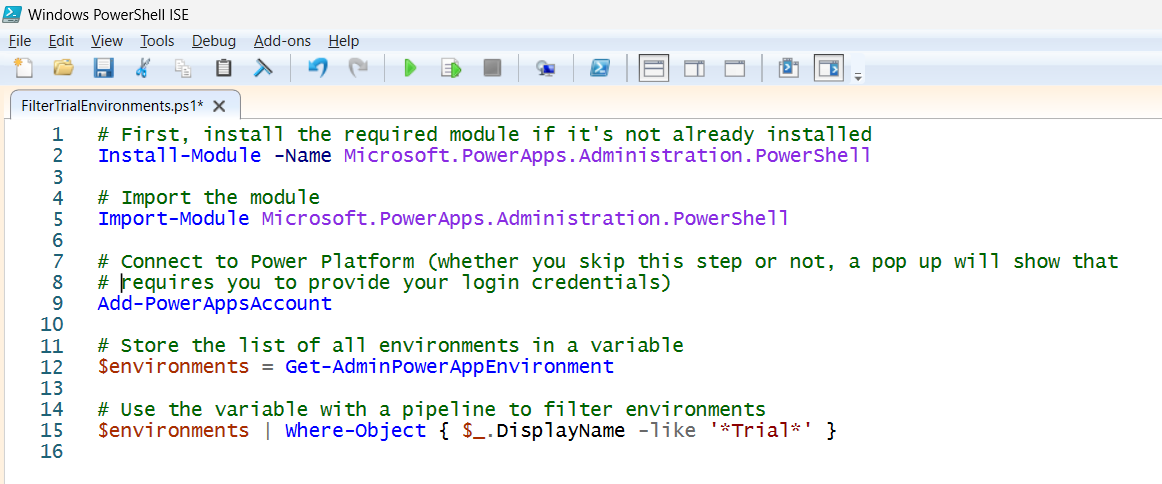 Windows PowerShell ISE
File Edit View Tools Debug Add-ons Help
FilterTrialEnvironments.ps1* X
1 # First, install the required module if it's not already installed
2 Install-Module -Name Microsoft.PowerApps.Administration.PowerShell
3
4 # Import the module
5 Import-Module Microsoft.PowerApps.Administration.PowerShell
6
7 # Connect to Power Platform (whether you skip this step or not, a pop up will show that
8 # requires you to provide your login credentials)
9 Add-PowerAppsAccount
10
11 # Store the list of all environments in a variable
12 $environments = Get-AdminPowerAppEnvironment
13
14 # Use the variable with a pipeline to filter environments
15 $environments | Where-Object { $_.DisplayName -like '*Trial*' }
16